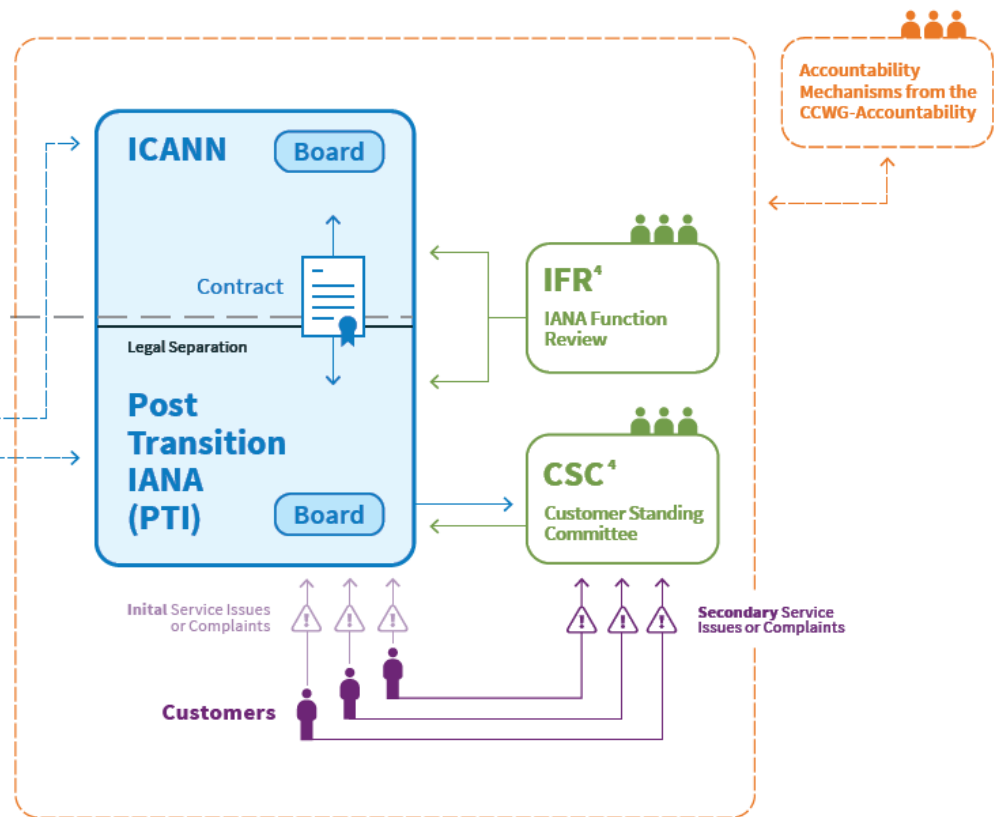 Accountability
Mechanisms from the
CCWG-Accountability
ICANN
Board
Contract
Legal Separation
Post
Transition
IANA
(PTI)
Board
IFR⁴
IANA Function
Review
CSC⁴
Customer Standing
Committee
Inital Service Issues
or Complaints
!
!
!
!
!
!
Secondary Service
Issues or Complaints
Customers